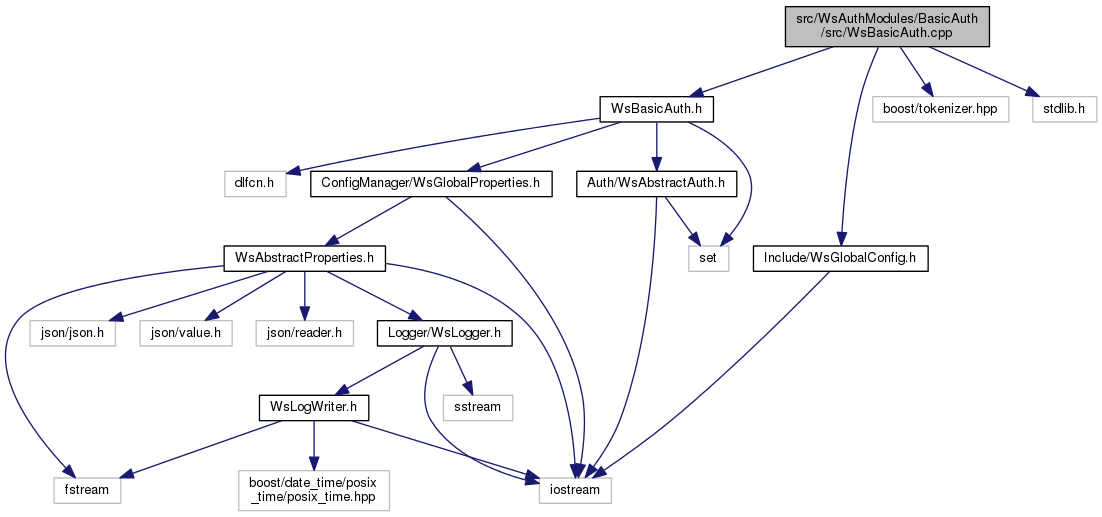 src/WsAuthModules/BasicAuth
/src/WsBasicAuth.cpp
WsBasicAuth.h
boost/tokenizer.hpp
stdlib.h
dlfcn.h
ConfigManager/WsGlobalProperties.h
Auth/WsAbstractAuth.h
WsAbstractProperties.h
set
Include/WsGlobalConfig.h
json/json.h
json/value.h
json/reader.h
Logger/WsLogger.h
WsLogWriter.h
sstream
fstream
boost/date_time/posix
_time/posix_time.hpp
iostream